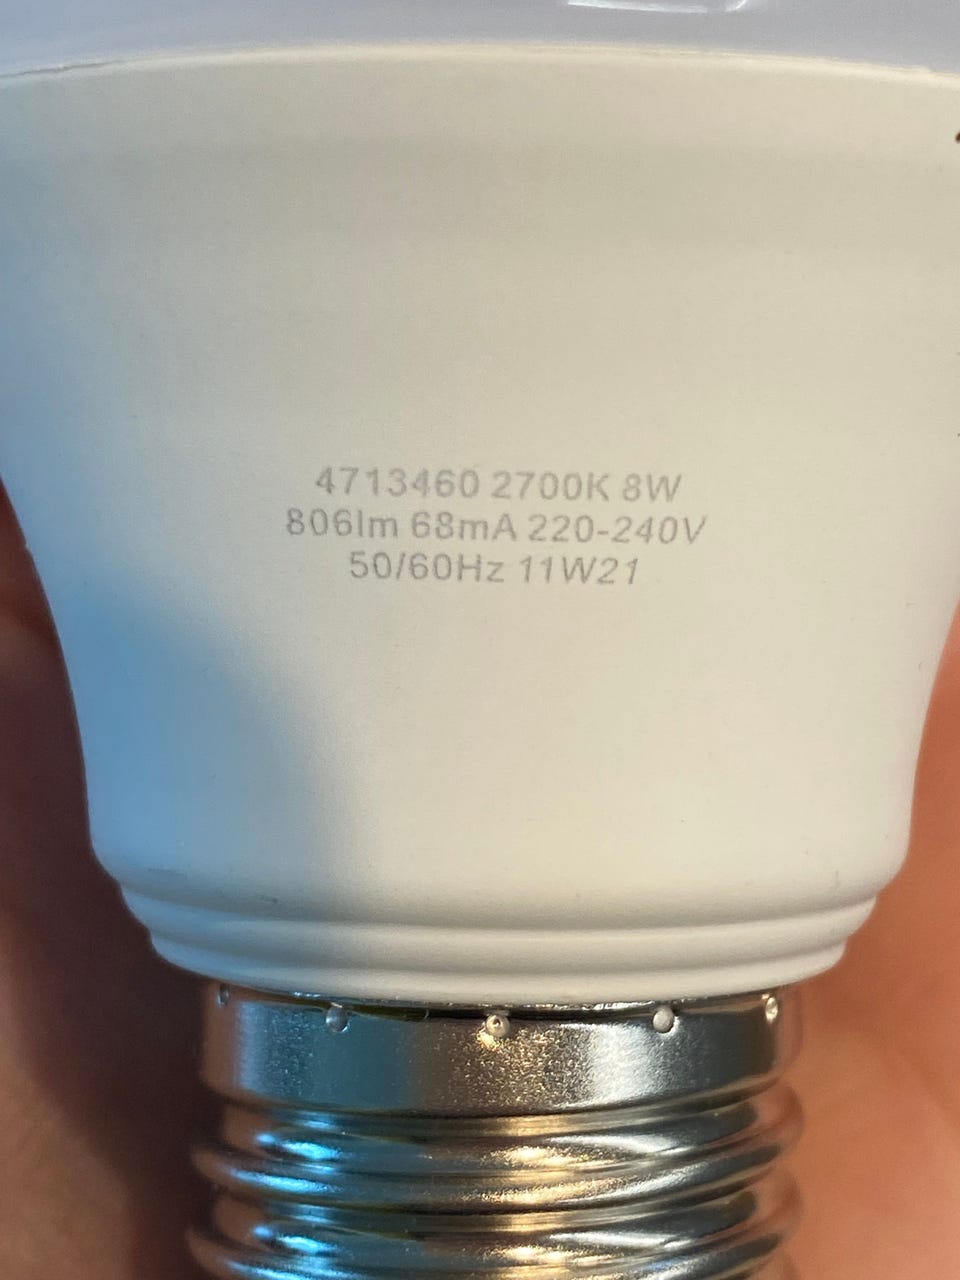 4713460 2700K 8W
806lm 68mA 220-240V
50/60Hz 11W21